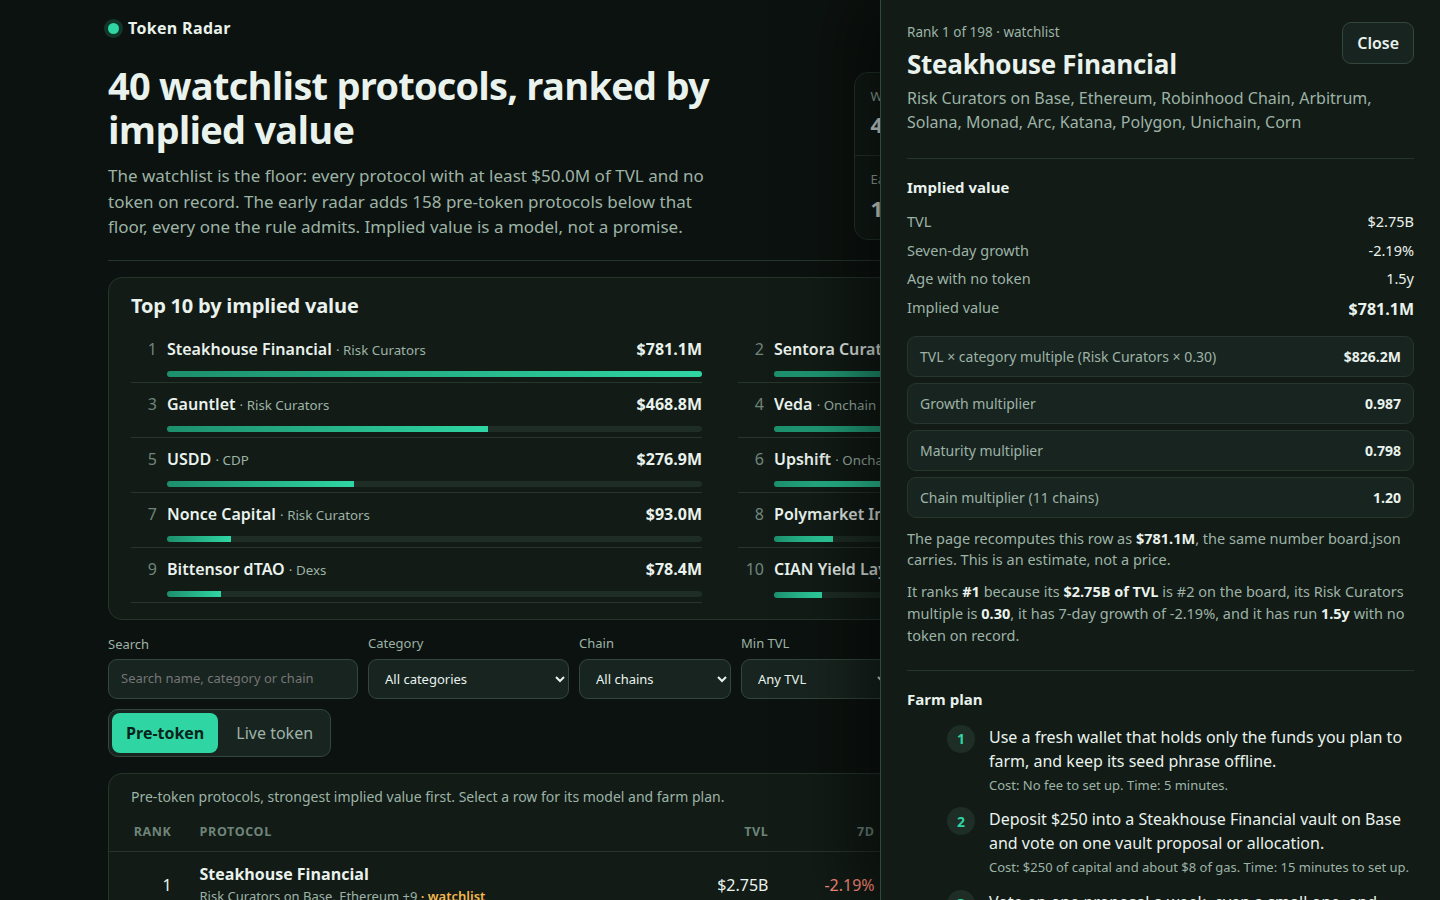 Token Radar
40 watchlist protocols, ranked by
implied value
The watchlist is the floor: every protocol with at least $50.0M of TVL and no
token on record. The early radar adds 158 pre-token protocols below that
floor, every one the rule admits. Implied value is a model, not a promise.
Top 10 by implied value
1 Steakhouse Financial · Risk Curators $781.1M
2 Sentora
3 Gauntlet · Risk Curators $468.8M
4 Veda · Onchain
5 USDD · CDP $276.9M
6 Upshift
7 Nonce Capital · Risk Curators $93.0M
8 Polymarket
9 Bittensor dTAO · Dexs $78.4M
10 CIAN Yield
Search
Category
Chain
Min TVL
Search name, category or chain
All categories
All chains
Any TVL
Pre-token
Live token
Pre-token protocols, strongest implied value first. Select a row for its model and farm plan.
RANK PROTOCOL TVL 7D
1 Steakhouse Financial $2.75B -2.19%
Risk Curators on Base, Ethereum +9 · watchlist
Rank 1 of 198 · watchlist
Close
Steakhouse Financial
Risk Curators on Base, Ethereum, Robinhood Chain, Arbitrum,
Solana, Monad, Arc, Katana, Polygon, Unichain, Corn
Implied value
TVL $2.75B
Seven-day growth -2.19%
Age with no token 1.5y
Implied value $781.1M
TVL × category multiple (Risk Curators × 0.30) $826.2M
Growth multiplier 0.987
Maturity multiplier 0.798
Chain multiplier (11 chains) 1.20
The page recomputes this row as $781.1M, the same number board.json
carries. This is an estimate, not a price.
It ranks #1 because its $2.75B of TVL is #2 on the board, its Risk Curators
multiple is 0.30, it has 7-day growth of -2.19%, and it has run 1.5y with no
token on record.
Farm plan
1 Use a fresh wallet that holds only the funds you plan to
farm, and keep its seed phrase offline.
Cost: No fee to set up. Time: 5 minutes.
2 Deposit $250 into a Steakhouse Financial vault on Base
and vote on one vault proposal or allocation.
Cost: $250 of capital and about $8 of gas. Time: 15 minutes to set up.
Vote on one proposal a week, even a small one, and